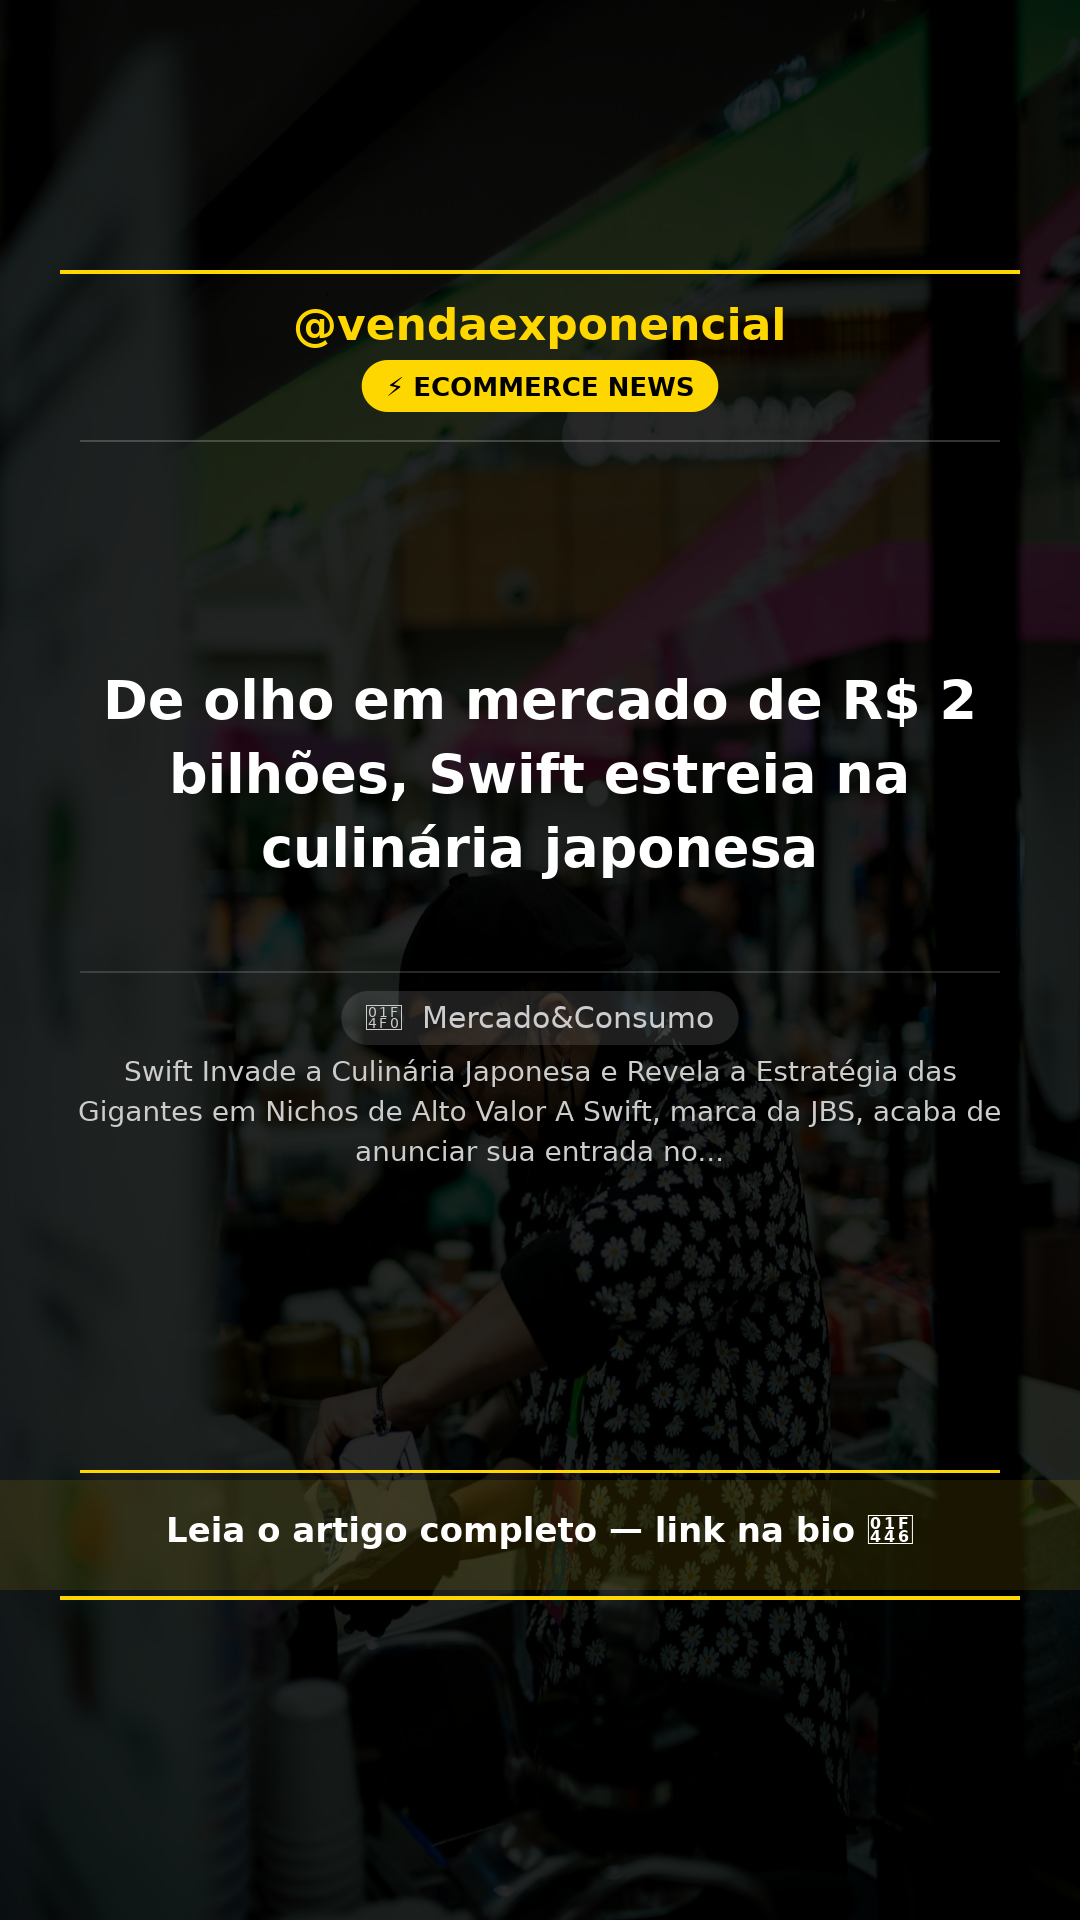 @vendaexponencial
⚡ ECOMMERCE NEWS
De olho em mercado de R$ 2
bilhões, Swift estreia na
culinária japonesa
Mercado&Consumo
Swift Invade a Culinária Japonesa e Revela a Estratégia das
Gigantes em Nichos de Alto Valor A Swift, marca da JBS, acaba de
anunciar sua entrada no...
Leia o artigo completo — link na bio